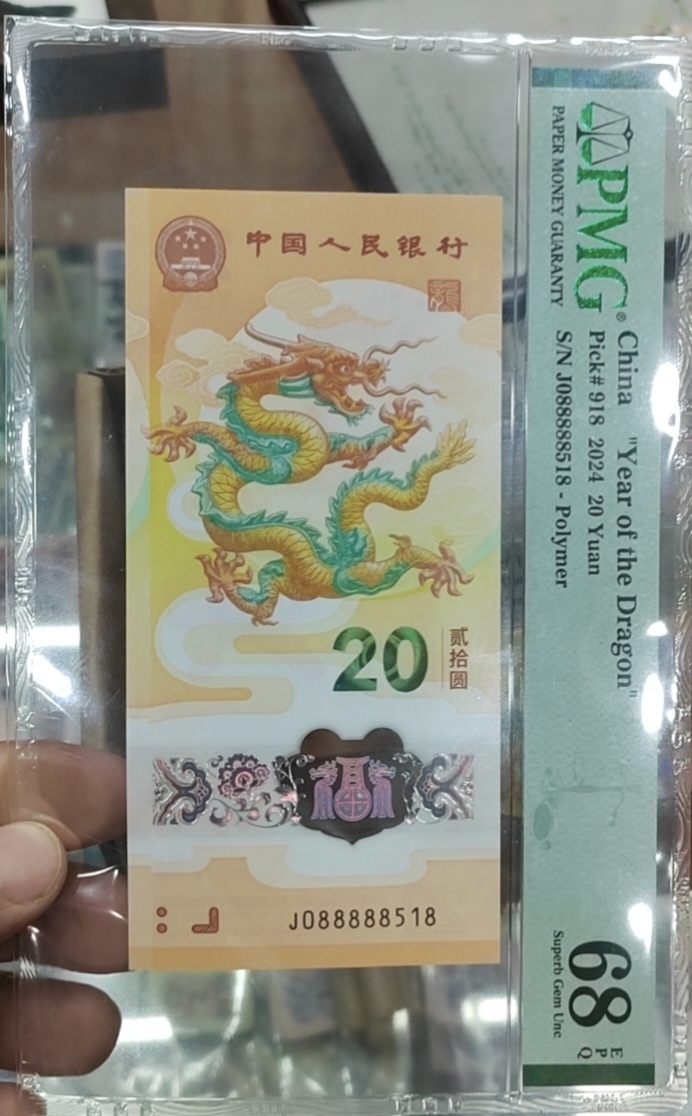 中国人民银行
龍
20
贰拾圆
J088888518
PMG®
PAPER MONEY GUARANTY
China "Year of the Dragon"
Pick# 918 2024 20 Yuan
S/N J088888518 - Polymer
68 EPQ
Superb Gem Unc